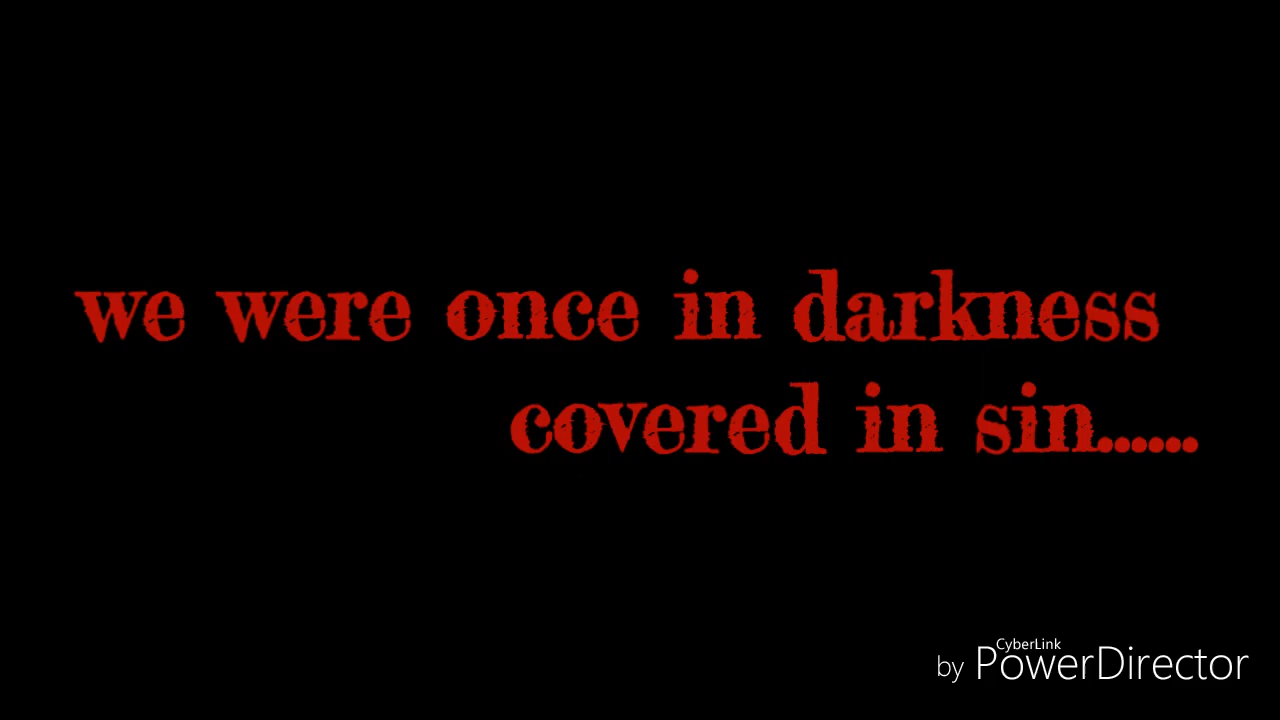 we were once in darkness
covered in sin......
CyberLink
by PowerDirector